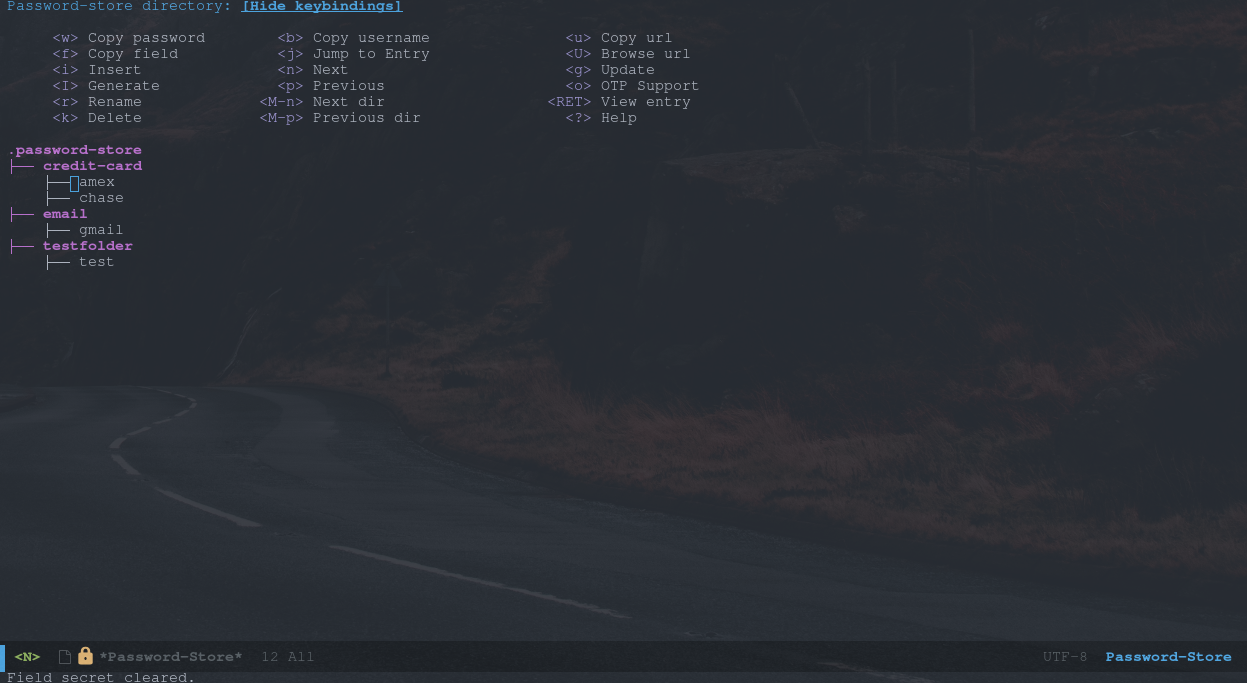 Password-store directory: [Hide keybindings]
<w> Copy password <b> Copy username <u> Copy url
<f> Copy field <j> Jump to Entry <U> Browse url
<i> Insert <n> Next <g> Update
<I> Generate <p> Previous <o> OTP Support
<r> Rename <M-n> Next dir <RET> View entry
<k> Delete <M-p> Previous dir <?> Help
.password-store
├── credit-card
├── amex
├── chase
├── email
├── gmail
├── testfolder
├── test
<N> *Password-Store* 12 All UTF-8 Password-Store
Field secret cleared.